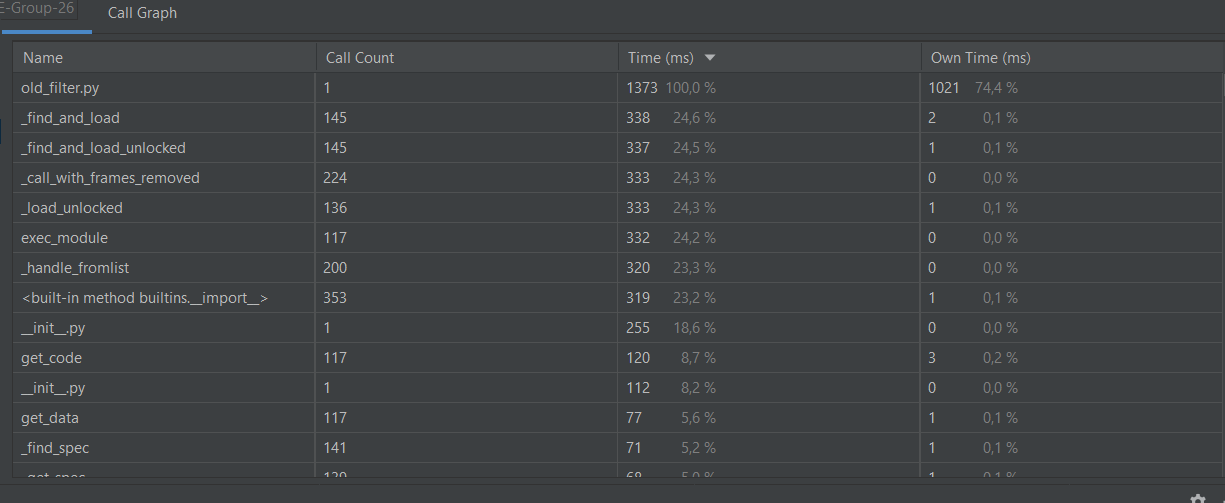 E-Group-26 Call Graph
Name Call Count Time (ms) Own Time (ms)
old_filter.py 1 1373 100,0 % 1021 74,4 %
_find_and_load 145 338 24,6 % 2 0,1 %
_find_and_load_unlocked 145 337 24,5 % 1 0,1 %
_call_with_frames_removed 224 333 24,3 % 0 0,0 %
_load_unlocked 136 333 24,3 % 1 0,1 %
exec_module 117 332 24,2 % 0 0,0 %
_handle_fromlist 200 320 23,3 % 0 0,0 %
<built-in method builtins.__import__> 353 319 23,2 % 1 0,1 %
__init__.py 1 255 18,6 % 0 0,0 %
get_code 117 120 8,7 % 3 0,2 %
__init__.py 1 112 8,2 % 0 0,0 %
get_data 117 77 5,6 % 1 0,1 %
_find_spec 141 71 5,2 % 1 0,1 %